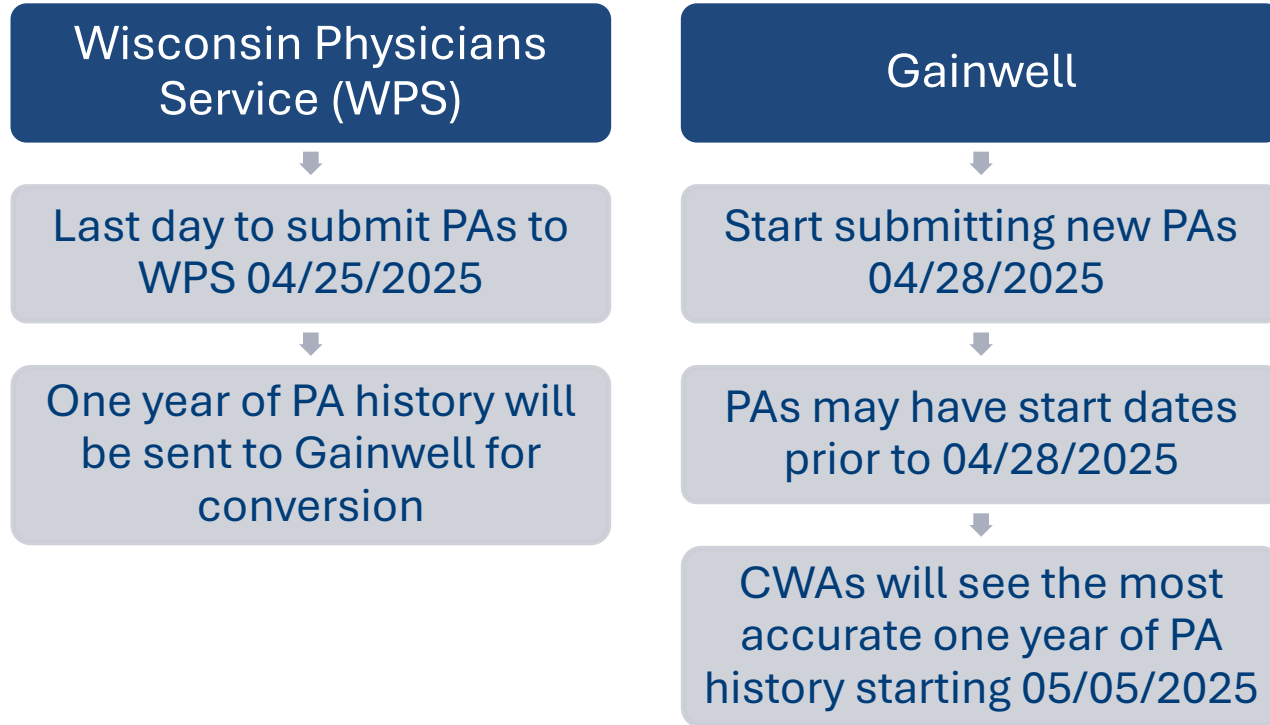 Wisconsin Physicians
Service (WPS)
Last day to submit PAs to
WPS 04/25/2025
One year of PA history will
be sent to Gainwell for
conversion
Gainwell
Start submitting new PAs
04/28/2025
PAs may have start dates
prior to 04/28/2025
CWAs will see the most
accurate one year of PA
history starting 05/05/2025